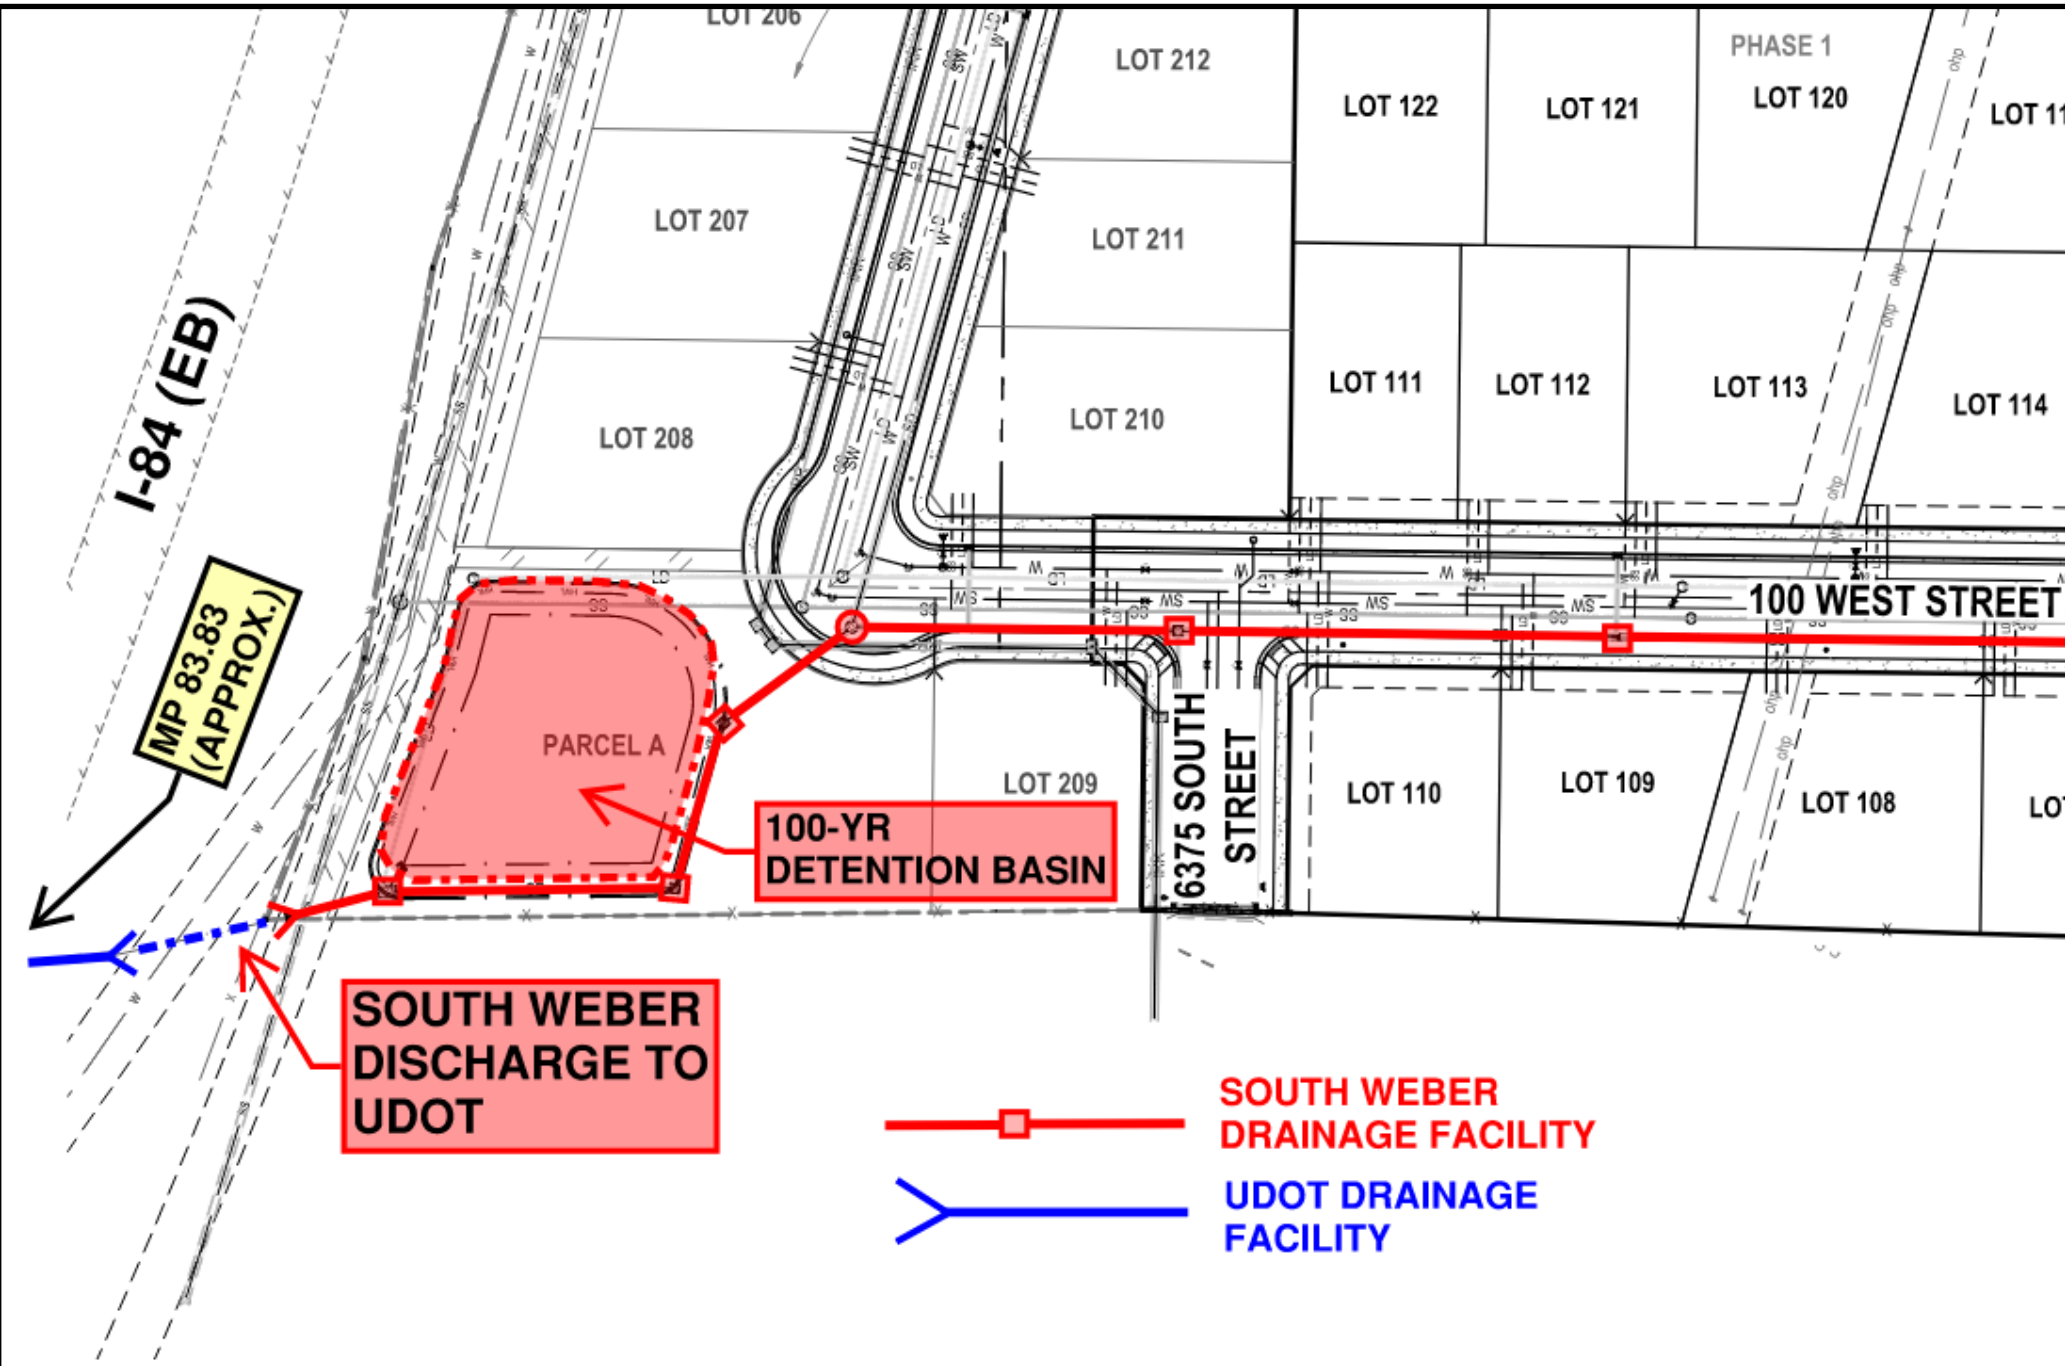 LOT 206
LOT 212
PHASE 1
LOT 122
LOT 121
LOT 120
LOT 207
LOT 211
I-84 (EB)
LOT 208
LOT 210
LOT 111
LOT 112
LOT 113
LOT 114
100 WEST STREET
MP 83.83
(APPROX.)
PARCEL A
LOT 209
6375 SOUTH
STREET
LOT 110
LOT 109
LOT 108
100-YR
DETENTION BASIN
SOUTH WEBER
DISCHARGE TO
UDOT
SOUTH WEBER
DRAINAGE FACILITY
UDOT DRAINAGE
FACILITY